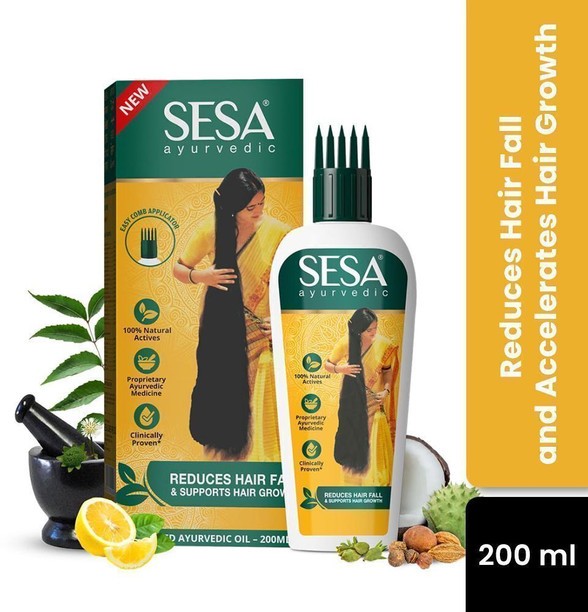 NEW
SESA®
ayurvedic
EASY COMB APPLICATOR
100% Natural
Actives
Proprietary
Ayurvedic
Medicine
Clinically
Proven*
REDUCES HAIR
& SUPPORTS HAIR
AYURVEDIC OIL –
SESA®
ayurvedic
100% Natural
Actives
Proprietary
Ayurvedic
Medicine
Clinically
Proven*
REDUCES HAIR FALL
& SUPPORTS HAIR GROWTH
Reduces Hair Fall
and Accelerates Hair Growth
200 ml